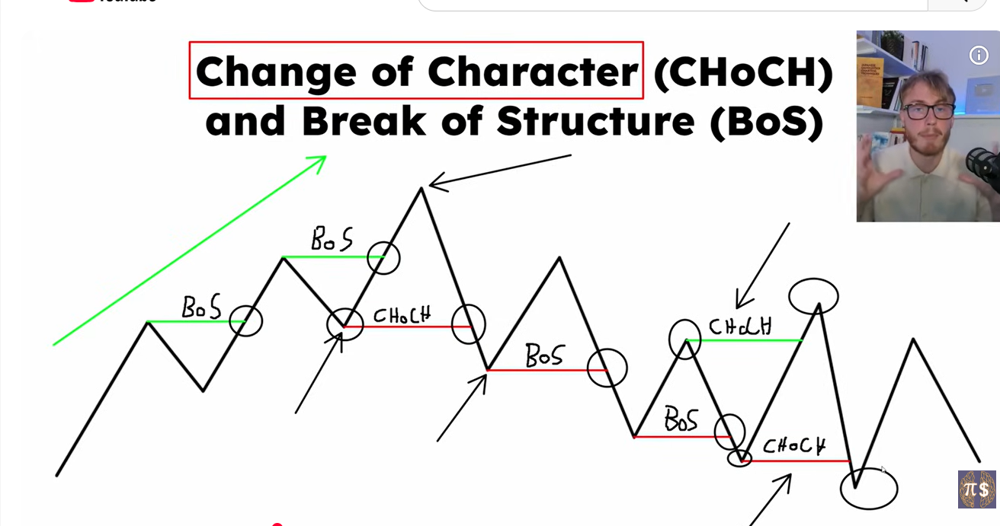 Change of Character (CHoCH)
and Break of Structure (BoS)
BoS
BoS
CHoCH
BoS
CHoCH
BoS
CHoCH
π$